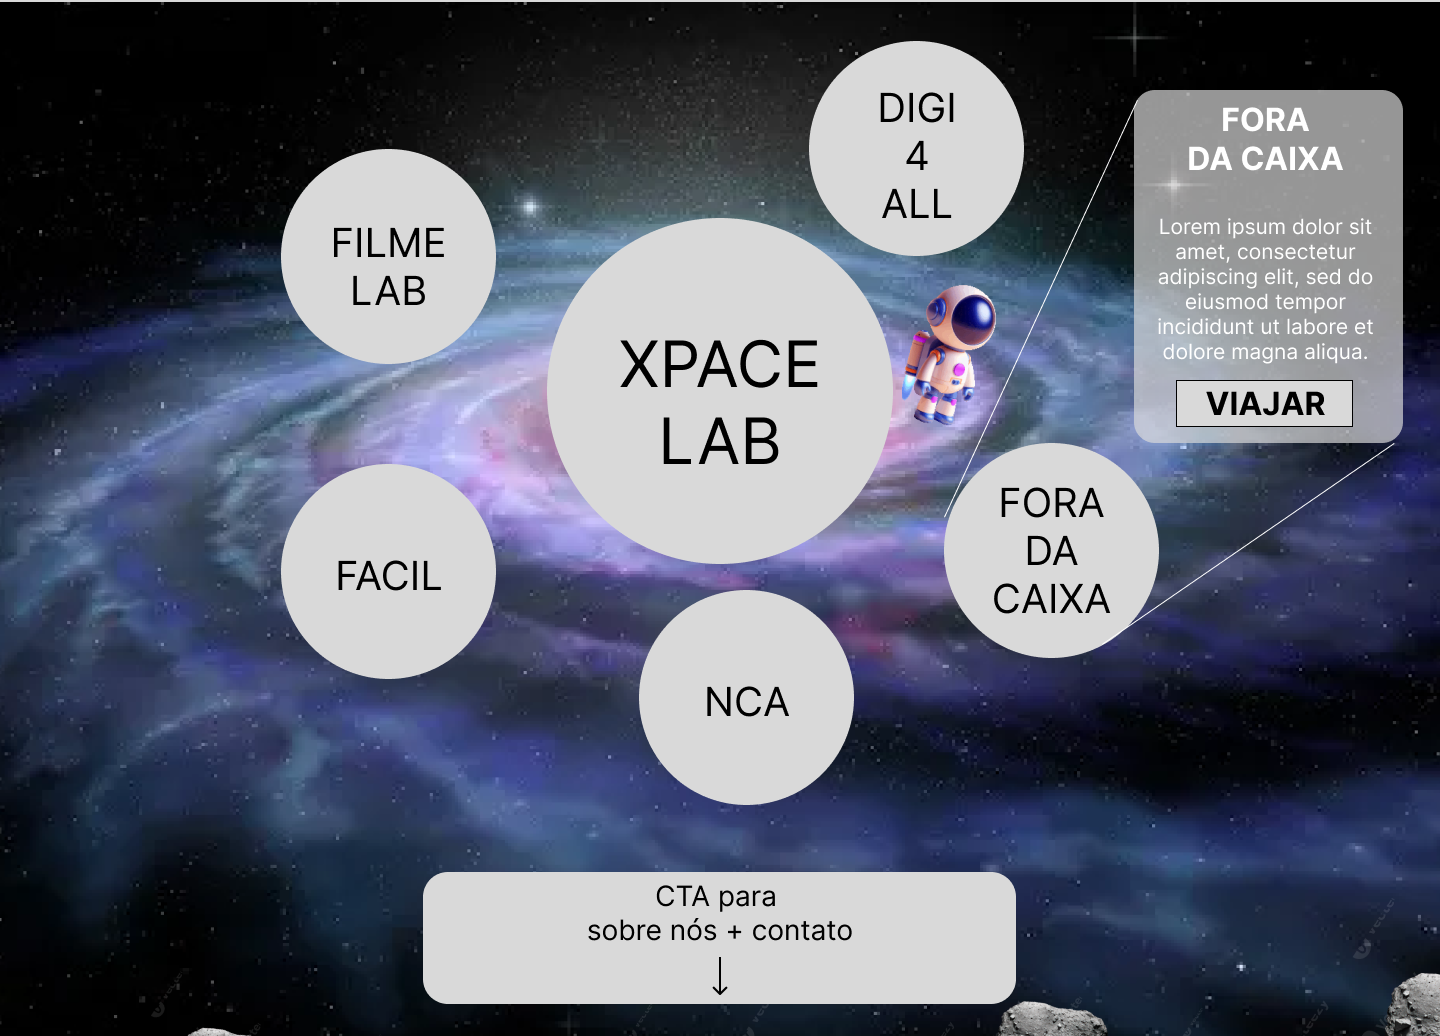 DIGI
4
ALL
FORA
DA CAIXA
Lorem ipsum dolor sit
amet, consectetur
adipiscing elit, sed do
eiusmod tempor
incididunt ut labore et
dolore magna aliqua.
VIAJAR
FILME
LAB
XPACE
LAB
FORA
DA
CAIXA
FACIL
NCA
CTA para
sobre nós + contato